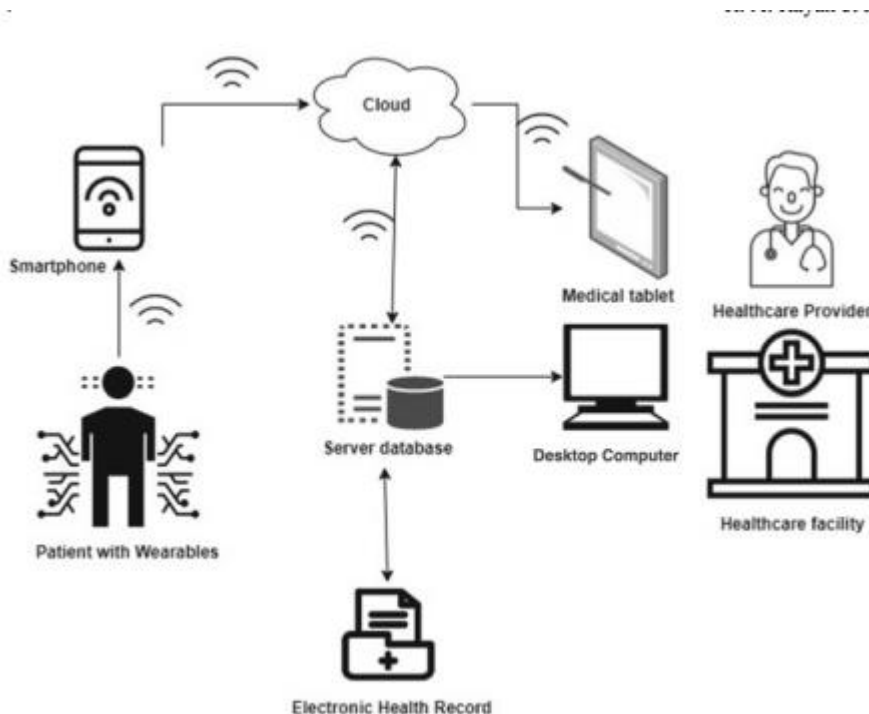 Cloud
Smartphone
Medical tablet
Healthcare Provider
Server database
Desktop Computer
Patient with Wearables
Healthcare facility
Electronic Health Record